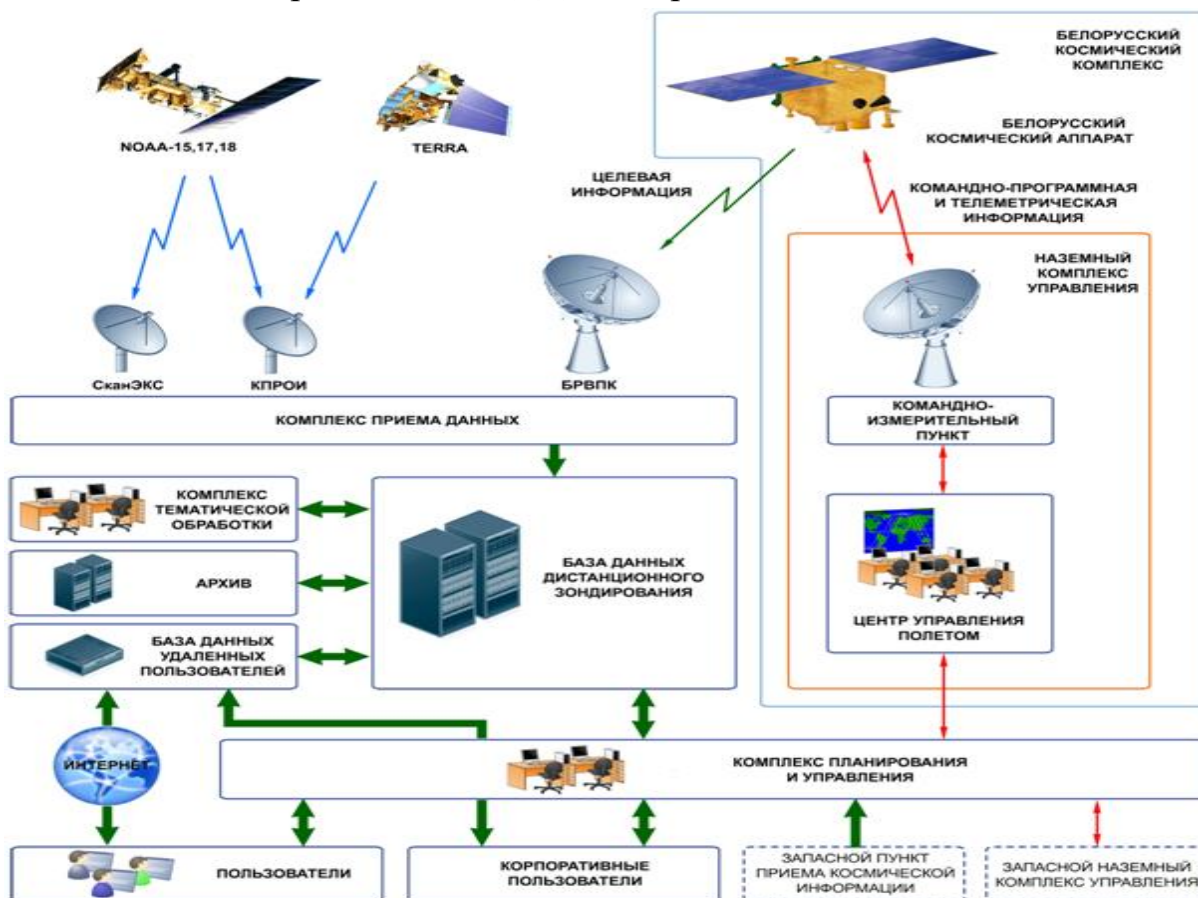 БЕЛОРУССКИЙ
КОСМИЧЕСКИЙ
КОМПЛЕКС
NOAA-15,17,18
TERRA
БЕЛОРУССКИЙ
КОСМИЧЕСКИЙ АППАРАТ
ЦЕЛЕВАЯ
ИНФОРМАЦИЯ
КОМАНДНО-ПРОГРАММНАЯ
И ТЕЛЕМЕТРИЧЕСКАЯ
ИНФОРМАЦИЯ
НАЗЕМНЫЙ
КОМПЛЕКС
УПРАВЛЕНИЯ
СканЭКС
КПРОИ
БРВПК
КОМПЛЕКС ПРИЕМА ДАННЫХ
КОМАНДНО-
ИЗМЕРИТЕЛЬНЫЙ
ПУНКТ
КОМПЛЕКС
ТЕМАТИЧЕСКОЙ
ОБРАБОТКИ
АРХИВ
БАЗА ДАННЫХ
УДАЛЕННЫХ
ПОЛЬЗОВАТЕЛЕЙ
БАЗА ДАННЫХ
ДИСТАНЦИОННОГО
ЗОНДИРОВАНИЯ
ЦЕНТР УПРАВЛЕНИЯ
ПОЛЕТОМ
ИНТЕРНЕТ
КОМПЛЕКС ПЛАНИРОВАНИЯ
И УПРАВЛЕНИЯ
ПОЛЬЗОВАТЕЛИ
КОРПОРАТИВНЫЕ
ПОЛЬЗОВАТЕЛИ
ЗАПАСНОЙ ПУНКТ
ПРИЕМА КОСМИЧЕСКОЙ
ИНФОРМАЦИИ
ЗАПАСНОЙ НАЗЕМНЫЙ
КОМПЛЕКС УПРАВЛЕНИЯ